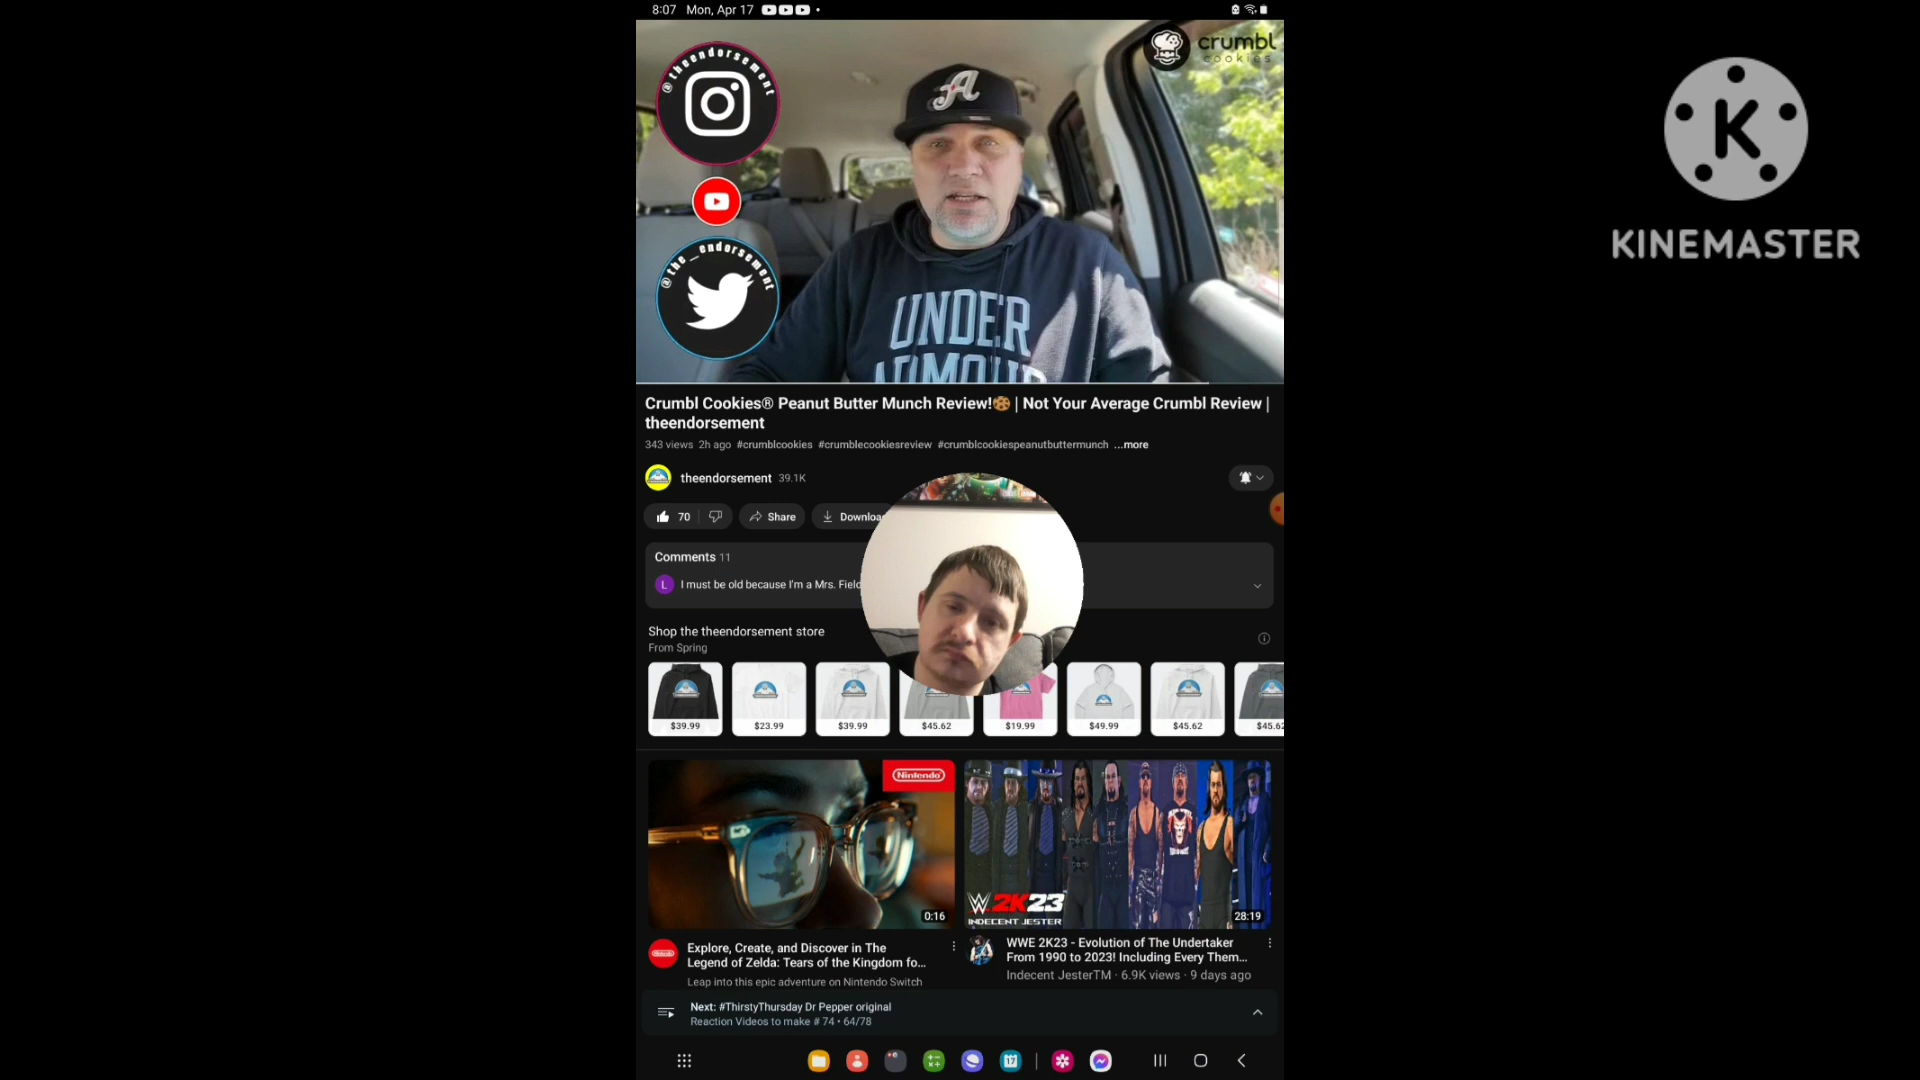 8:07 Mon, Apr 17
@theendorsement
crumbl
cookies
A
@the_endorsement
UNDER
ARMOUR
K
KINEMASTER
Crumbl Cookies® Peanut Butter Munch Review!🍪 | Not Your Average Crumbl Review |
theendorsement
343 views 2h ago #crumblcookies #crumblecookiesreview #crumblcookiespeanutbuttermunch ...more
theendorsement 39.1K
70 Share Downloa
Comments 11
L I must be old because I'm a Mrs. Fiel
Shop the theendorsement store
From Spring
$39.99 $23.99 $39.99 $45.62 $19.99 $49.99 $45.62 $45.62
Nintendo
0:16
W 2K23
INDECENT JESTER
28:19
Explore, Create, and Discover in The
Legend of Zelda: Tears of the Kingdom fo...
Leap into this epic adventure on Nintendo Switch
WWE 2K23 - Evolution of The Undertaker
From 1990 to 2023! Including Every Them...
Indecent JesterTM · 6.9K views · 9 days ago
Next: #ThirstyThursday Dr Pepper original
Reaction Videos to make # 74 • 64/78
17